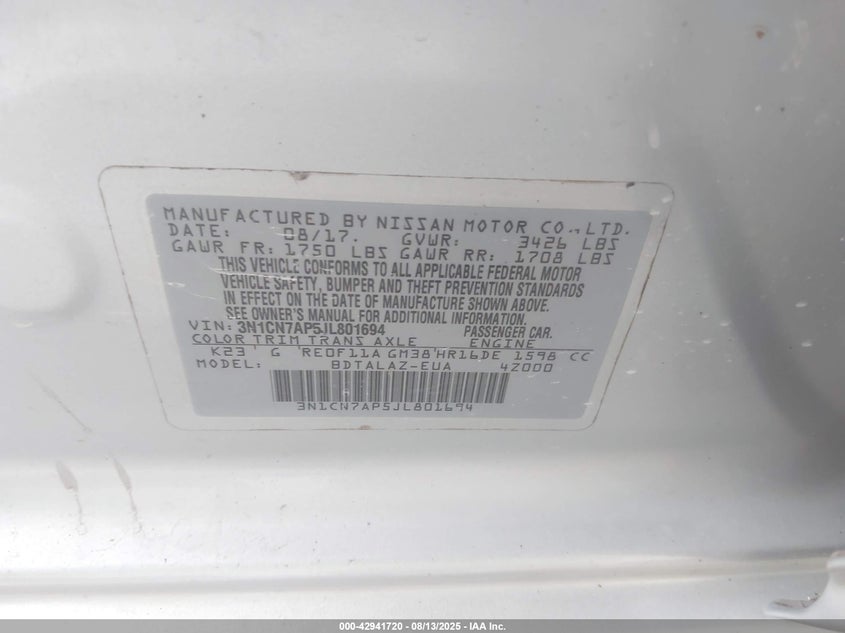 MANUFACTURED BY NISSAN MOTOR CO.,LTD.
DATE: 08/17. GVWR: 3426 LBS
GAWR FR: 1750 LBS GAWR RR: 1708 LBS
THIS VEHICLE CONFORMS TO ALL APPLICABLE FEDERAL MOTOR
VEHICLE SAFETY, BUMPER AND THEFT PREVENTION STANDARDS
IN EFFECT ON THE DATE OF MANUFACTURE SHOWN ABOVE.
SEE OWNER'S MANUAL FOR ADDITIONAL INFORMATION.
VIN: 3N1CN7AP5JL801694 PASSENGER CAR.
COLOR TRIM TRANS AXLE ENGINE
K23 G RE0F11A GM38 HR16DE 1598 CC
MODEL: BDTALAZ-EUA 4Z000
3N1CN7AP5JL801694
000-42941720 - 08/13/2025 - IAA Inc.